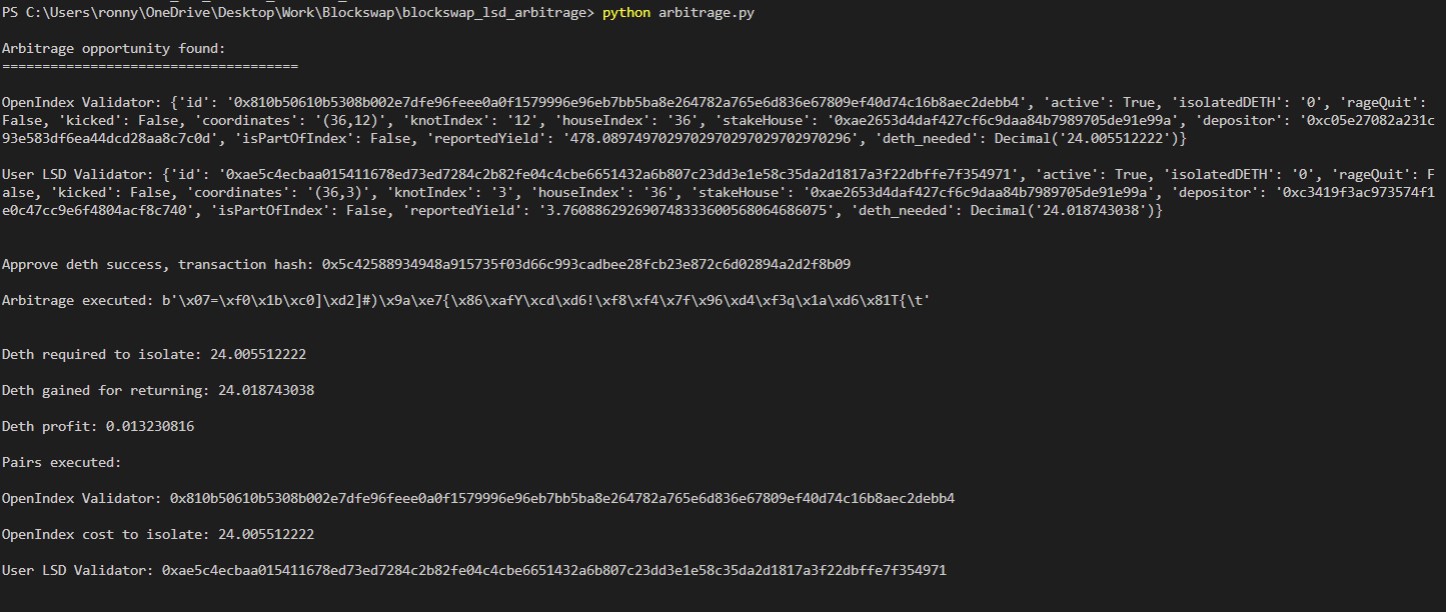 PS C:\Users\ronny\OneDrive\Desktop\Work\Blockswap\blockswap_lsd_arbitrage> python arbitrage.py
Arbitrage opportunity found:
=====================================
OpenIndex Validator: {'id': '0x810b50610b5308b002e7dfe96feee0a0f1579996e96eb7bb5ba8e264782a765e6d836e67809ef40d74c16b8aec2debb4', 'active': True, 'isolatedDETH': '0', 'rageQuit':
False, 'kicked': False, 'coordinates': '(36,12)', 'knotIndex': '12', 'houseIndex': '36', 'stakeHouse': '0xae2653d4daf427cf6c9daa84b7989705de91e99a', 'depositor': '0xc05e27082a231c
93e583df6ea44dcd28aa8c7c0d', 'isPartOfIndex': False, 'reportedYield': '478.0897497029702970297029702970296', 'deth_needed': Decimal('24.005512222')}
User LSD Validator: {'id': '0xae5c4ecbaa015411678ed73ed7284c2b82fe04c4cbe6651432a6b807c23dd3e1e58c35da2d1817a3f22dbffe7f354971', 'active': True, 'isolatedDETH': '0', 'rageQuit': F
alse, 'kicked': False, 'coordinates': '(36,3)', 'knotIndex': '3', 'houseIndex': '36', 'stakeHouse': '0xae2653d4daf427cf6c9daa84b7989705de91e99a', 'depositor': '0xc3419f3ac973574f1
e0c47cc9e6f4804acf8c740', 'isPartOfIndex': False, 'reportedYield': '3.760886292690748333600568064686075', 'deth_needed': Decimal('24.018743038')}
Approve deth success, transaction hash: 0x5c42588934948a915735f03d66c993cadbee28fcb23e872c6d02894a2d2f8b09
Arbitrage executed: b'\x07=\xf0\x1b\xc0]\xd2]#)\x9a\xe7{\x86\xafY\xcd\xd6!\xf8\xf4\x7f\x96\xd4\xf3q\x1a\xd6\x81T{\t'
Deth required to isolate: 24.005512222
Deth gained for returning: 24.018743038
Deth profit: 0.013230816
Pairs executed:
OpenIndex Validator: 0x810b50610b5308b002e7dfe96feee0a0f1579996e96eb7bb5ba8e264782a765e6d836e67809ef40d74c16b8aec2debb4
OpenIndex cost to isolate: 24.005512222
User LSD Validator: 0xae5c4ecbaa015411678ed73ed7284c2b82fe04c4cbe6651432a6b807c23dd3e1e58c35da2d1817a3f22dbffe7f354971